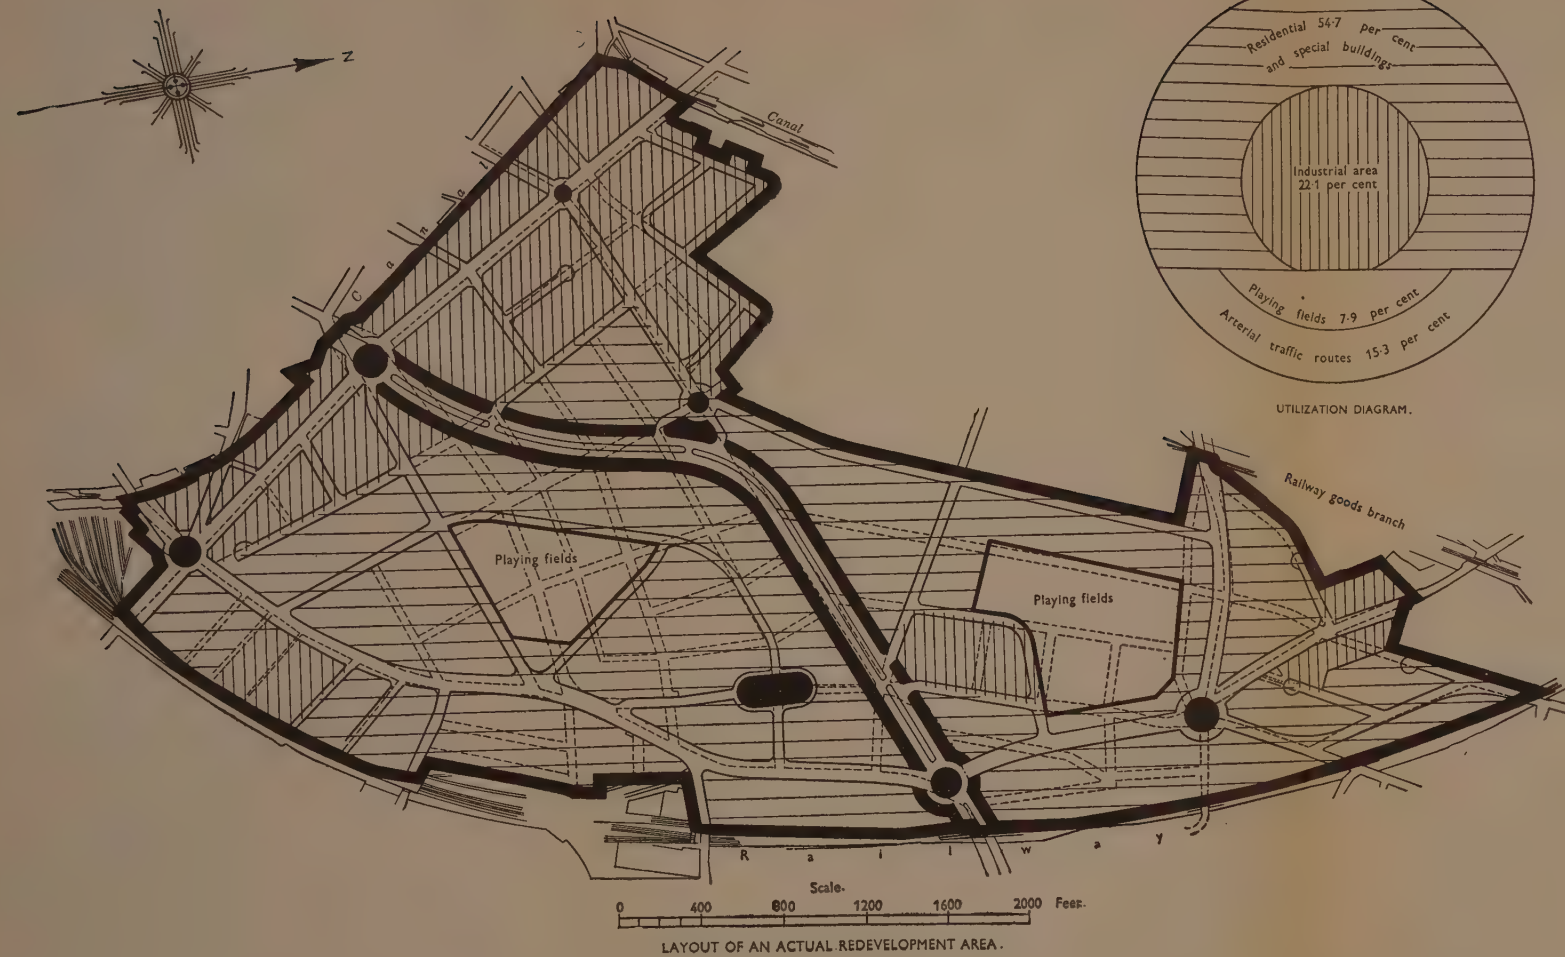 N
Canal
Canal
Residential 54·7 per cent
and special buildings
Industrial area
22·1 per cent
Playing fields 7·9 per cent
Arterial traffic routes 15·3 per cent
UTILIZATION DIAGRAM.
Railway goods branch
Playing fields
Playing fields
Railway
Scale.
0 400 800 1200 1600 2000 Feet.
LAYOUT OF AN ACTUAL REDEVELOPMENT AREA.